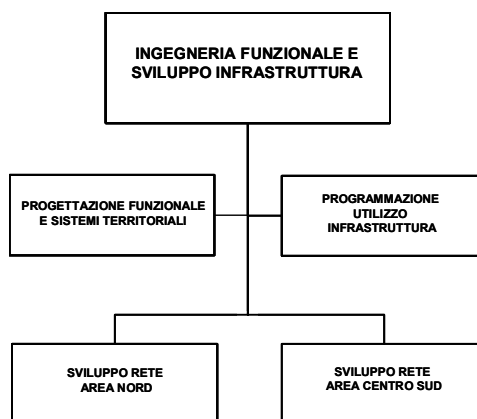 INGEGNERIA FUNZIONALE E
SVILUPPO INFRASTRUTTURA
PROGETTAZIONE FUNZIONALE
E SISTEMI TERRITORIALI
PROGRAMMAZIONE
UTILIZZO
INFRASTRUTTURA
SVILUPPO RETE
AREA NORD
SVILUPPO RETE
AREA CENTRO SUD